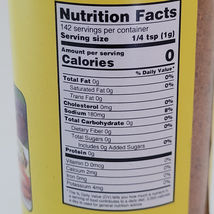 Nutrition Facts
142 servings per container
Serving size 1/4 tsp (1g)
Amount per serving
Calories 0
% Daily Value*
Total Fat 0g 0%
Saturated Fat 0g 0%
Trans Fat 0g
Cholesterol 0mg 0%
Sodium 180mg 8%
Total Carbohydrate 0g 0%
Dietary Fiber 0g 0%
Total Sugars 0g
Includes 0g Added Sugars 0%
Protein 0g
Vitamin D 0mcg 0%
Calcium 2mg 0%
Iron 0mg 0%
Potassium 4mg 0%